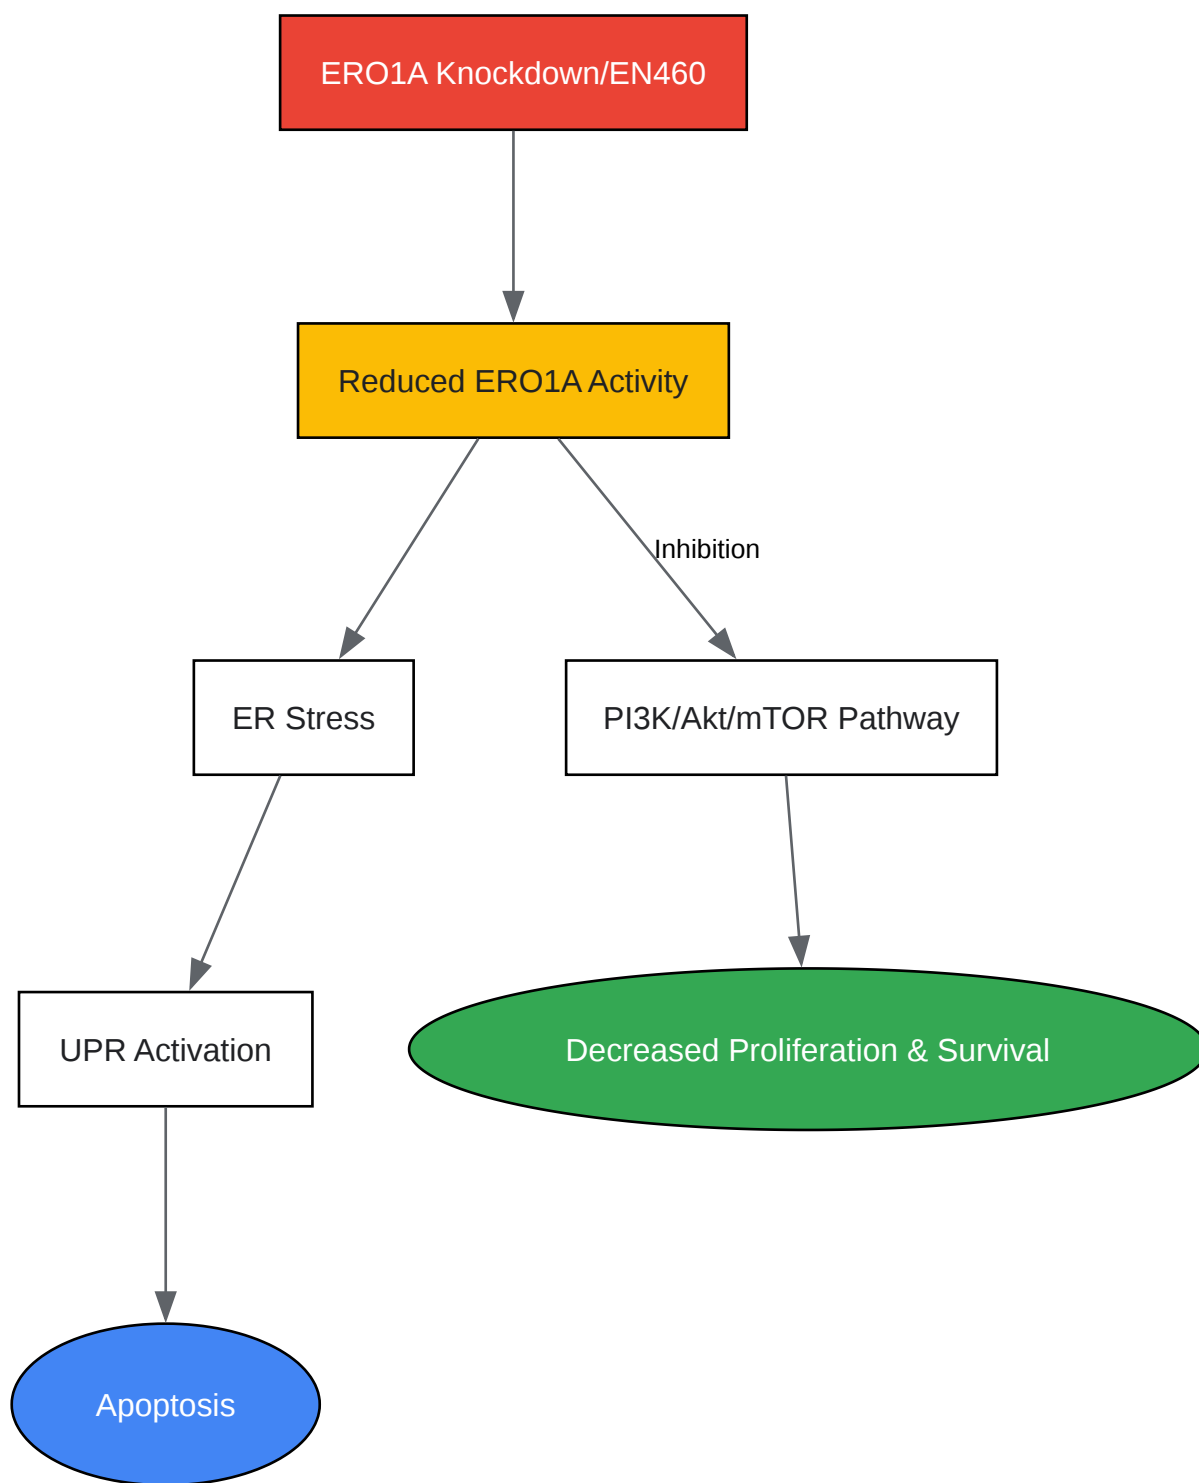 ERO1A Knockdown/EN460
Reduced ERO1A Activity
Inhibition
ER Stress
PI3K/Akt/mTOR Pathway
UPR Activation
Decreased Proliferation & Survival
Apoptosis